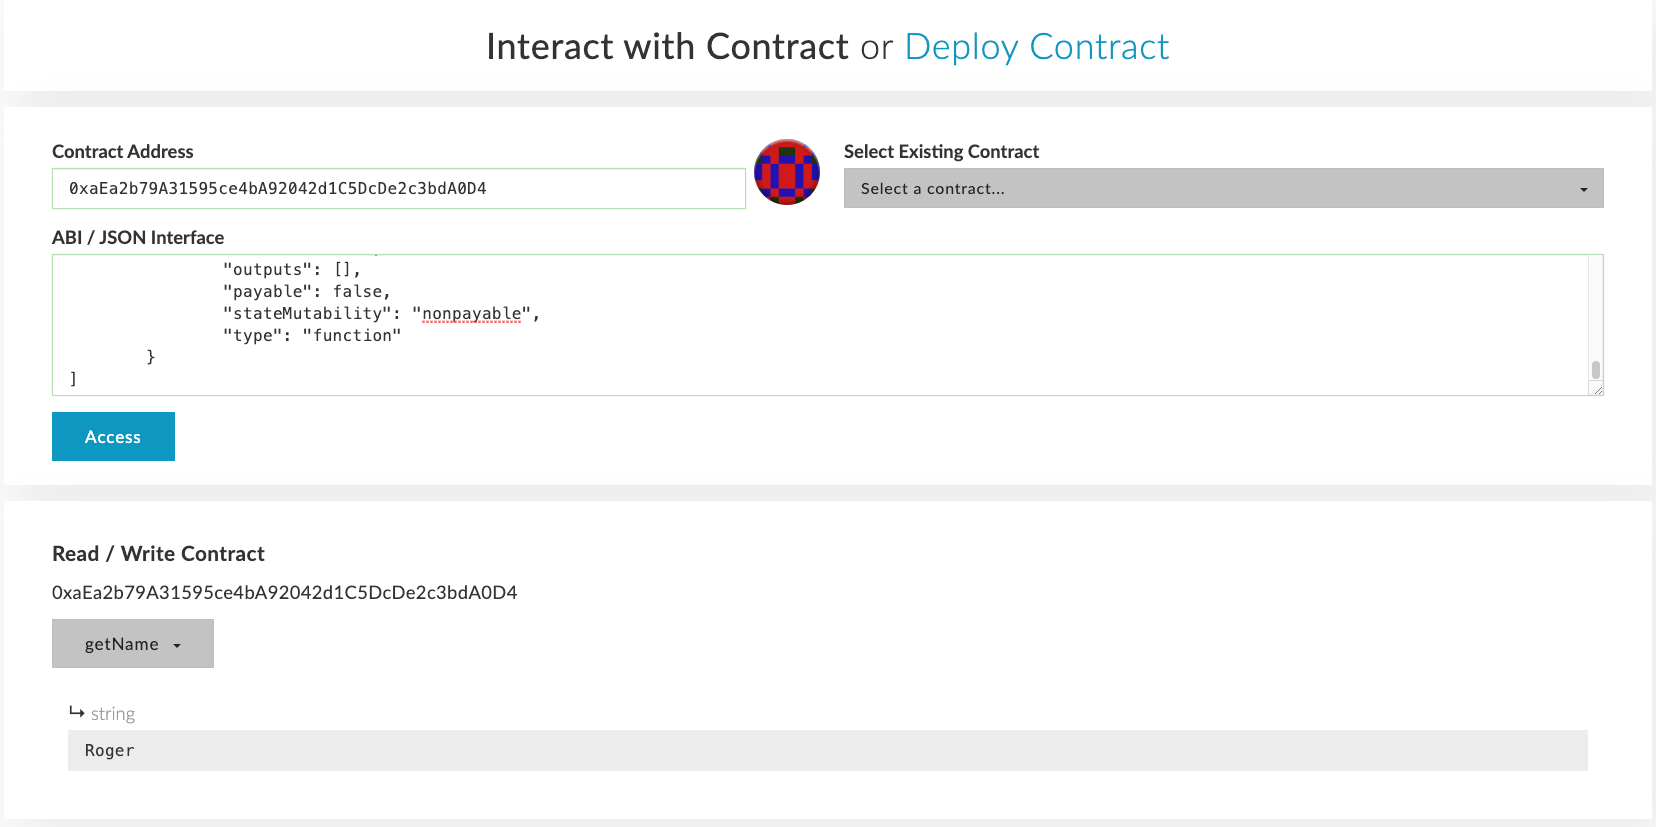 Interact with Contract or Deploy Contract
Contract Address
0xaEa2b79A31595ce4bA92042d1C5DcDe2c3bdA0D4
Select Existing Contract
Select a contract...
ABI / JSON Interface
"outputs": [],
"payable": false,
"stateMutability": "nonpayable",
"type": "function"
}
]
Access
Read / Write Contract
0xaEa2b79A31595ce4bA92042d1C5DcDe2c3bdA0D4
getName
string
Roger